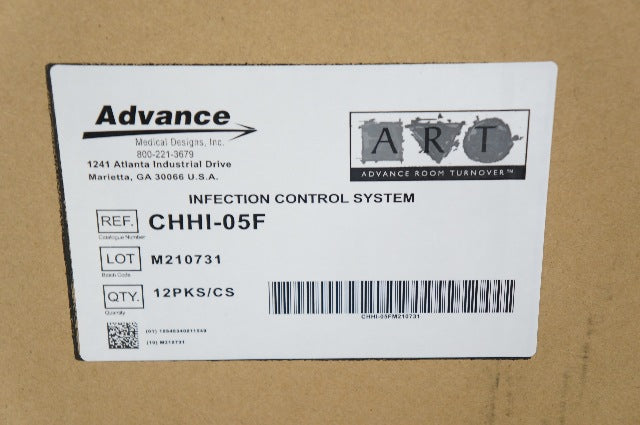 Advance
Medical Designs, Inc.
800-221-3679
1241 Atlanta Industrial Drive
Marietta, GA 30066 U.S.A.
ART
ADVANCE ROOM TURNOVER™
INFECTION CONTROL SYSTEM
REF. CHHI-05F
Catalogue Number
LOT M210731
Batch Code
QTY. 12PKS/CS
Quantity
CHHI-05FM210731
(10) M210731